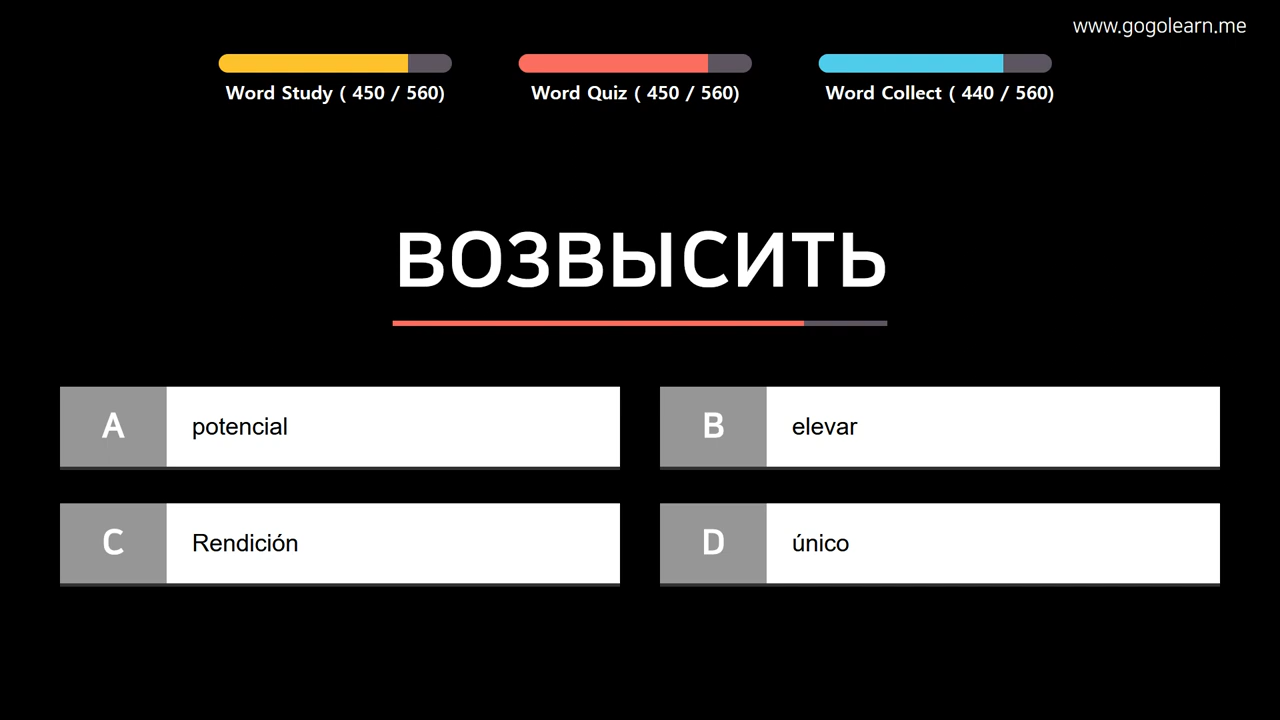 www.gogolearn.me
Word Study ( 450 / 560)
Word Quiz ( 450 / 560)
Word Collect ( 440 / 560)
ВОЗВЫСИТЬ
A potencial
B elevar
C Rendición
D único